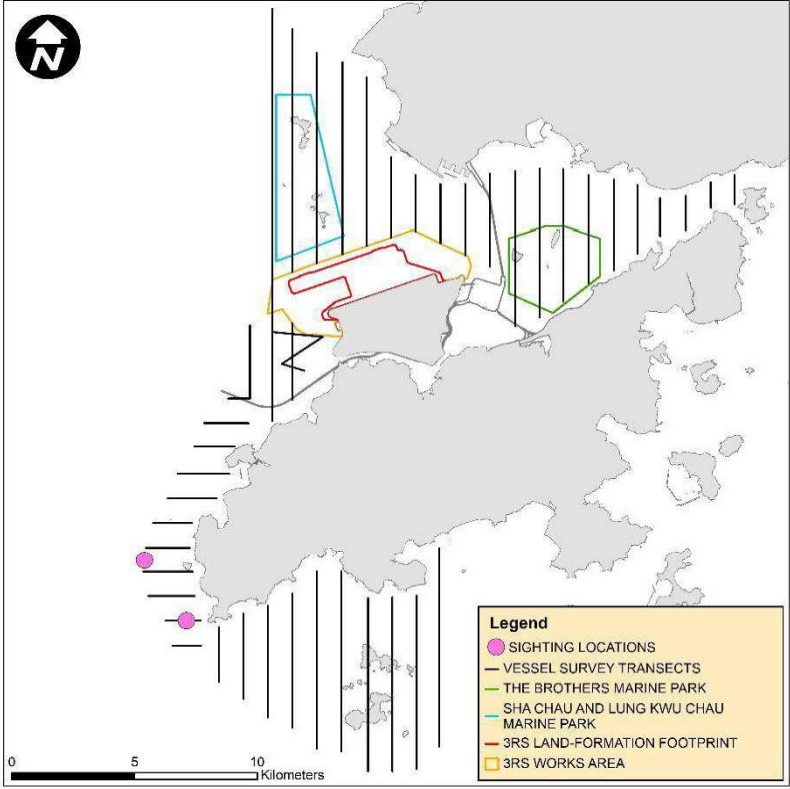 N
Legend
SIGHTING LOCATIONS
VESSEL SURVEY TRANSECTS
THE BROTHERS MARINE PARK
SHA CHAU AND LUNG KWU CHAU
MARINE PARK
3RS LAND-FORMATION FOOTPRINT
3RS WORKS AREA
0 5 10
Kilometers